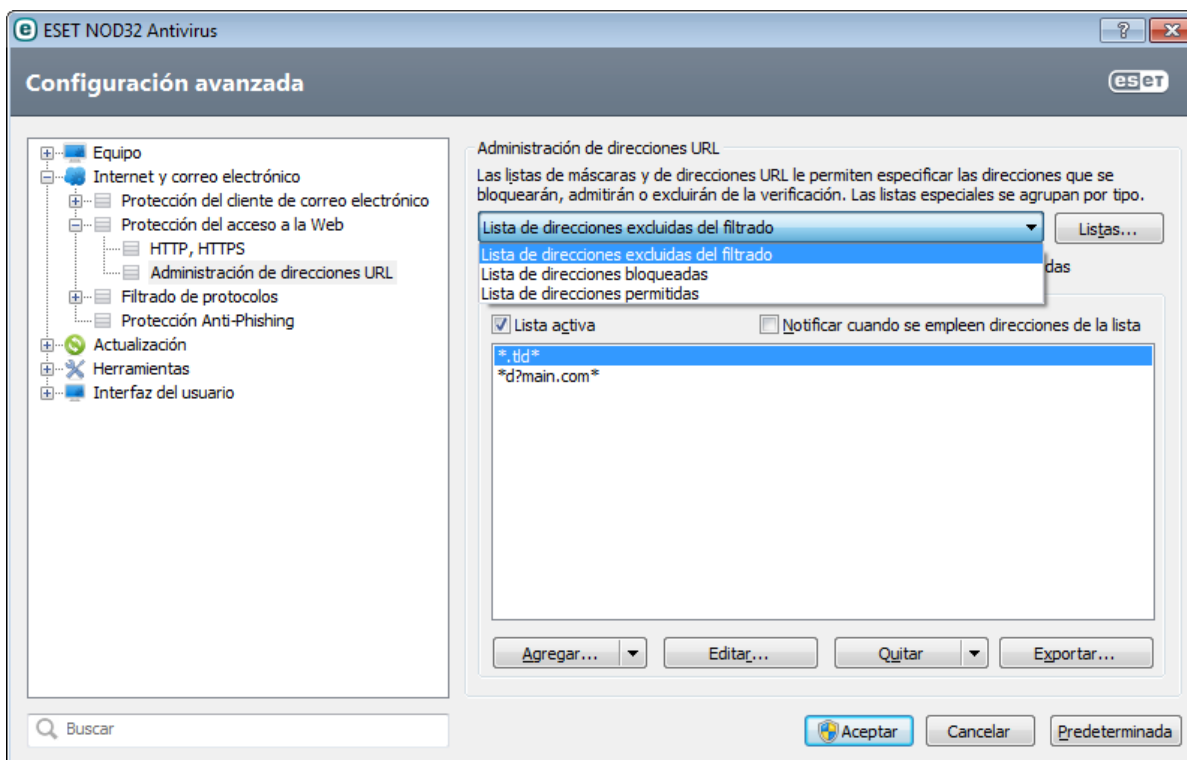 ESET NOD32 Antivirus
Configuración avanzada
eseT
Equipo
Internet y correo electrónico
Protección del cliente de correo electrónico
Protección del acceso a la Web
HTTP, HTTPS
Administración de direcciones URL
Filtrado de protocolos
Protección Anti-Phishing
Actualización
Herramientas
Interfaz del usuario
Buscar
Administración de direcciones URL
Las listas de máscaras y de direcciones URL le permiten especificar las direcciones que se
bloquearán, admitirán o excluirán de la verificación. Las listas especiales se agrupan por tipo.
Lista de direcciones excluidas del filtrado
Listas...
Lista de direcciones excluidas del filtrado
Lista de direcciones bloqueadas
Lista de direcciones permitidas
das
Lista activa
Notificar cuando se empleen direcciones de la lista
*.tld*
*d?main.com*
Agregar...
Editar...
Quitar
Exportar...
Aceptar
Cancelar
Predeterminada